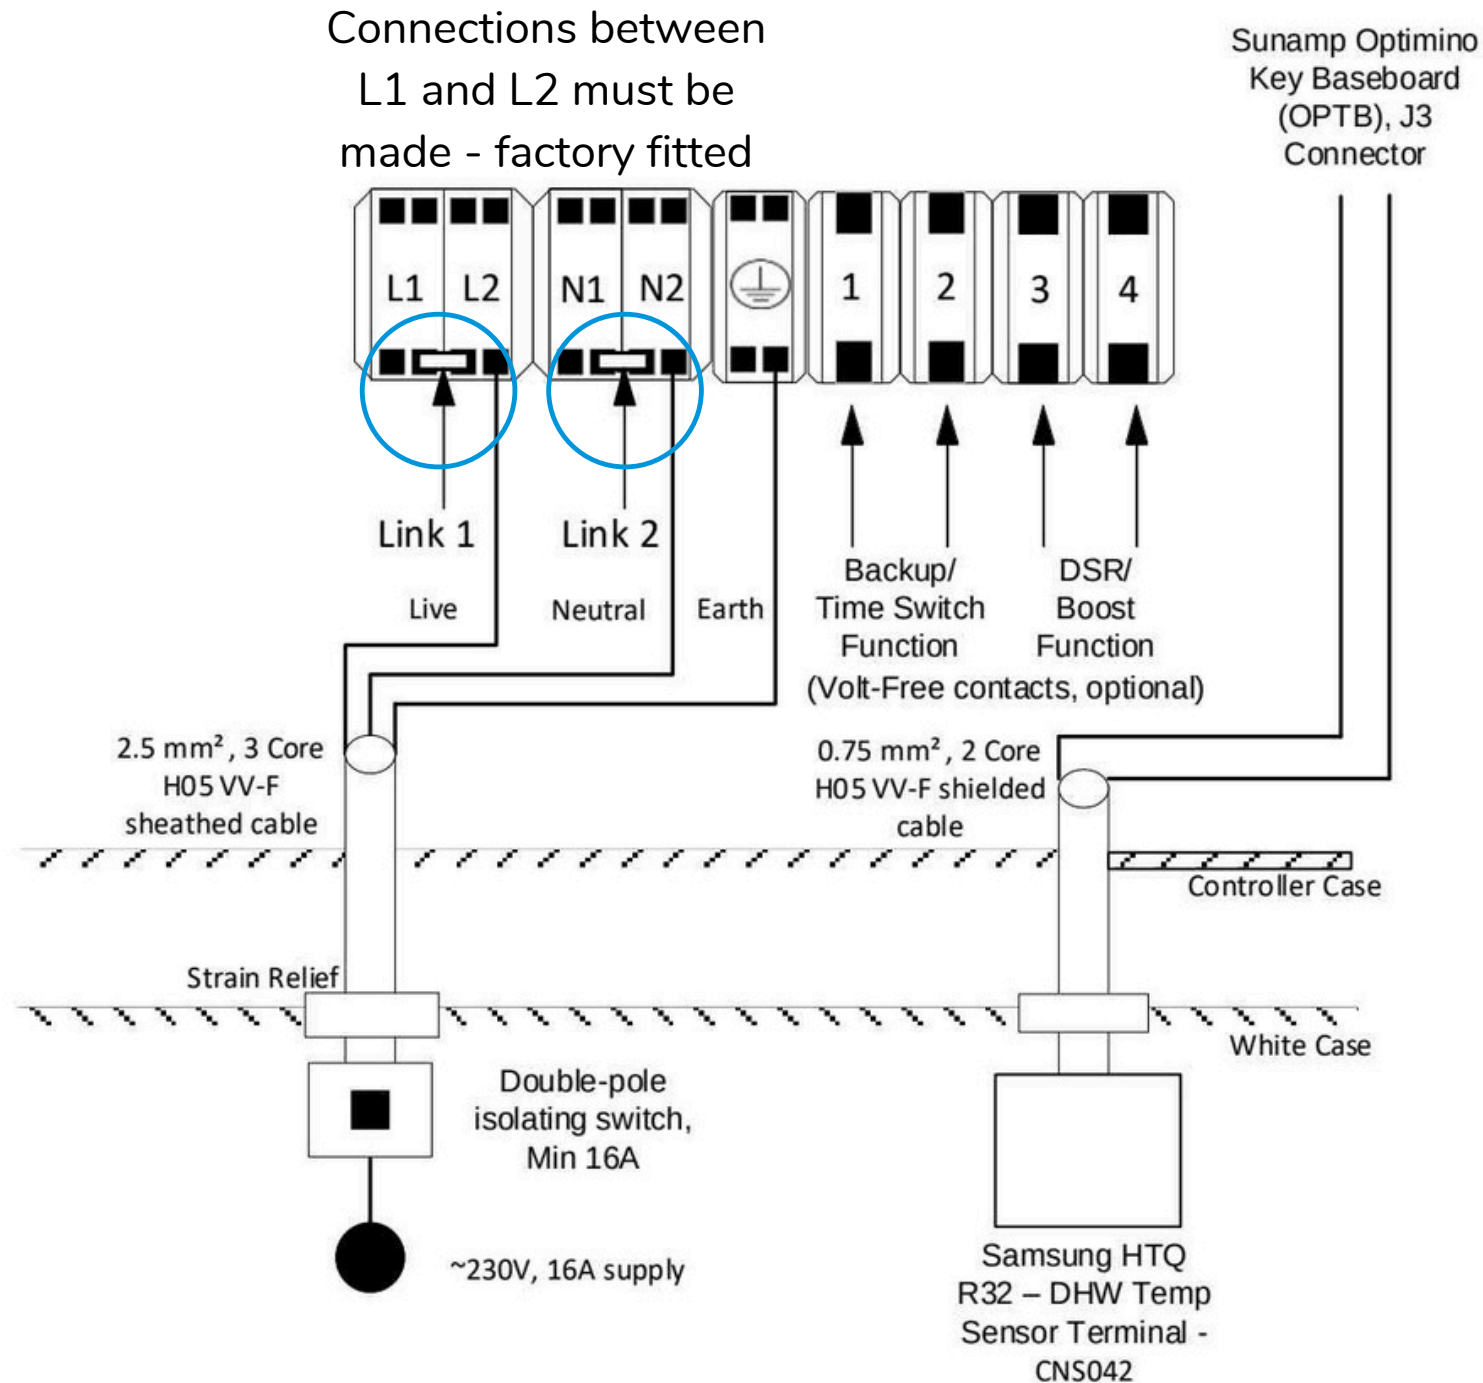 Connections between
L1 and L2 must be
made - factory fitted
Sunamp Optimino
Key Baseboard
(OPTB), J3
Connector
L1 L2 N1 N2 1 2 3 4
Link 1 Link 2
Live Neutral Earth
Backup/
Time Switch
Function
DSR/
Boost
Function
(Volt-Free contacts, optional)
2.5 mm², 3 Core
H05 VV-F
sheathed cable
0.75 mm², 2 Core
H05 VV-F shielded
cable
Controller Case
Strain Relief
White Case
Double-pole
isolating switch,
Min 16A
~230V, 16A supply
Samsung HTQ
R32 – DHW Temp
Sensor Terminal -
CNS042